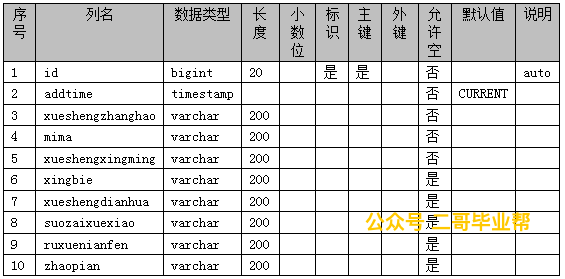 序号 列名 数据类型 长度 小数位 标识 主键 外键 允许空 默认值 说明
1 id bigint 20 是 是 否 auto
2 addtime timestamp 否 CURRENT
3 xueshengzhanghao varchar 200 否
4 mima varchar 200 否
5 xueshengxingming varchar 200 否
6 xingbie varchar 200 是
7 xueshengdianhua varchar 200 是
8 suozaixuexiao varchar 200 是
公众号:二哥毕业帮
9 ruxuenianfen varchar 200 是
10 zhaopian varchar 200 是